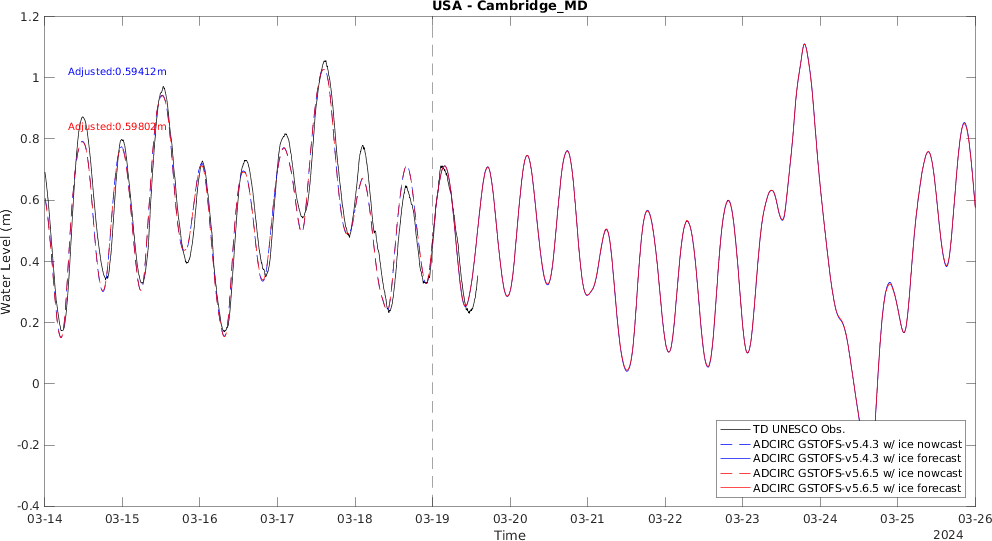 USA - Cambridge_MD
1.2
1
0.8
0.6
0.4
0.2
0
-0.2
-0.4
Water Level (m)
Adjusted:0.59412m
Adjusted:0.59802m
TD UNESCO Obs.
ADCIRC GSTOFS-v5.4.3 w/ ice nowcast
ADCIRC GSTOFS-v5.4.3 w/ ice forecast
ADCIRC GSTOFS-v5.6.5 w/ ice nowcast
ADCIRC GSTOFS-v5.6.5 w/ ice forecast
03-14 03-15 03-16 03-17 03-18 03-19 03-20 03-21 03-22 03-23 03-24 03-25 03-26
Time
2024